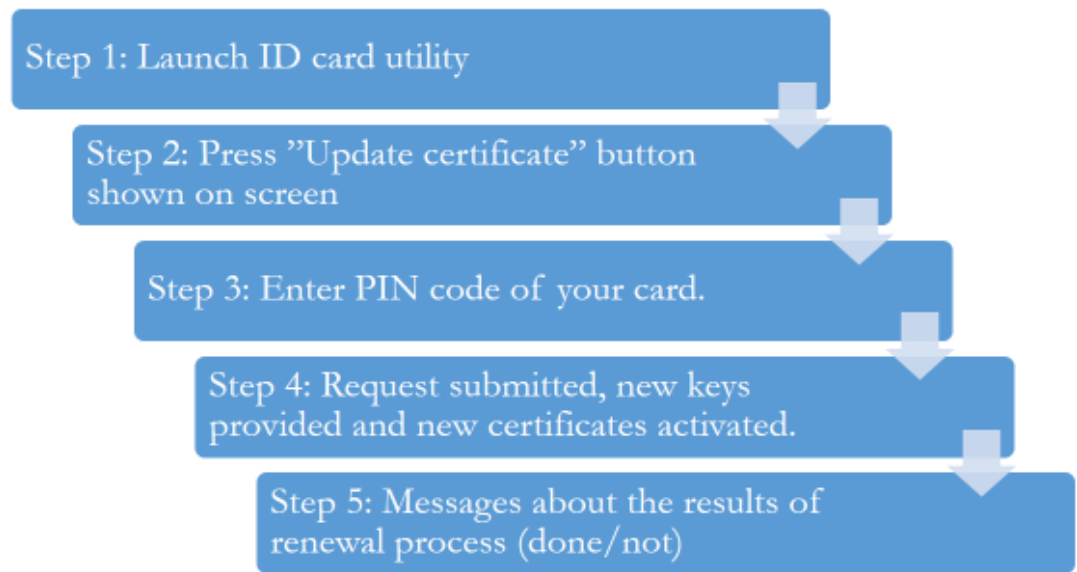 Step 1: Launch ID card utility
Step 2: Press ”Update certificate” button
shown on screen
Step 3: Enter PIN code of your card.
Step 4: Request submitted, new keys
provided and new certificates activated.
Step 5: Messages about the results of
renewal process (done/not)